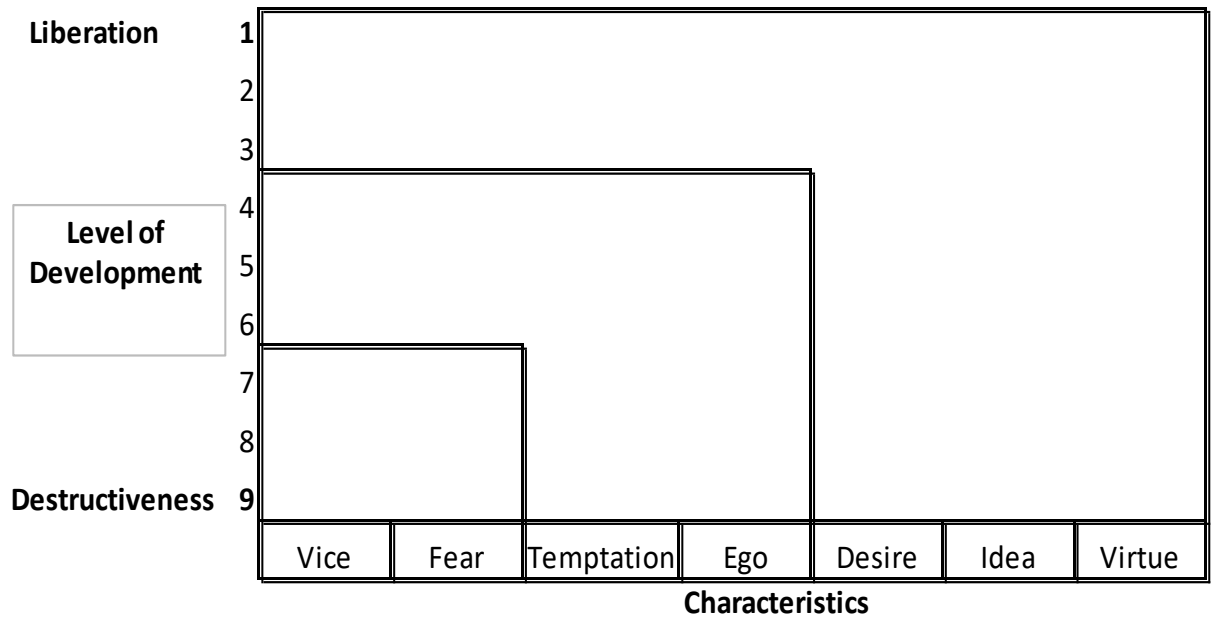 Liberation 1
2
3
4
Level of
Development
5
6
7
8
Destructiveness 9
Vice Fear Temptation Ego Desire Idea Virtue
Characteristics